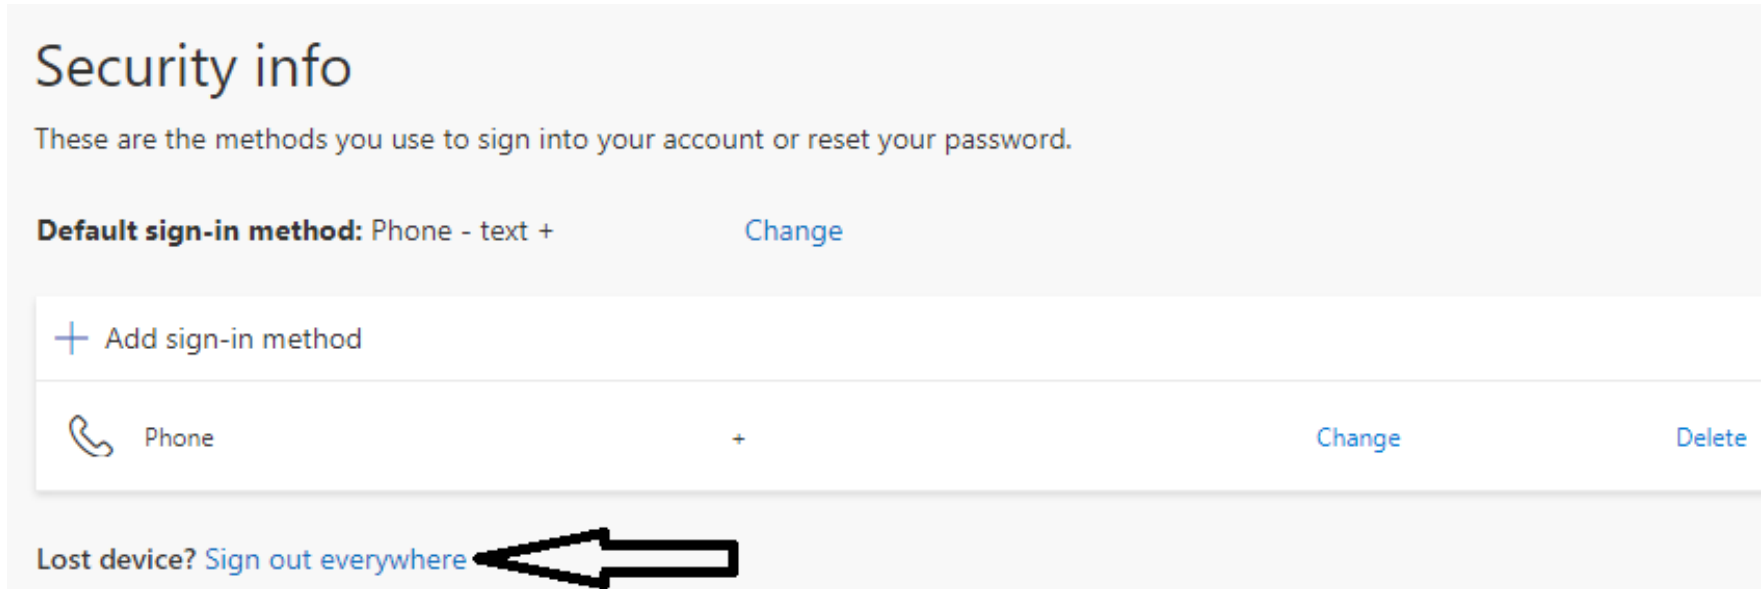 Security info
These are the methods you use to sign into your account or reset your password.
Default sign-in method: Phone - text + Change
+ Add sign-in method
Phone + Change Delete
Lost device? Sign out everywhere